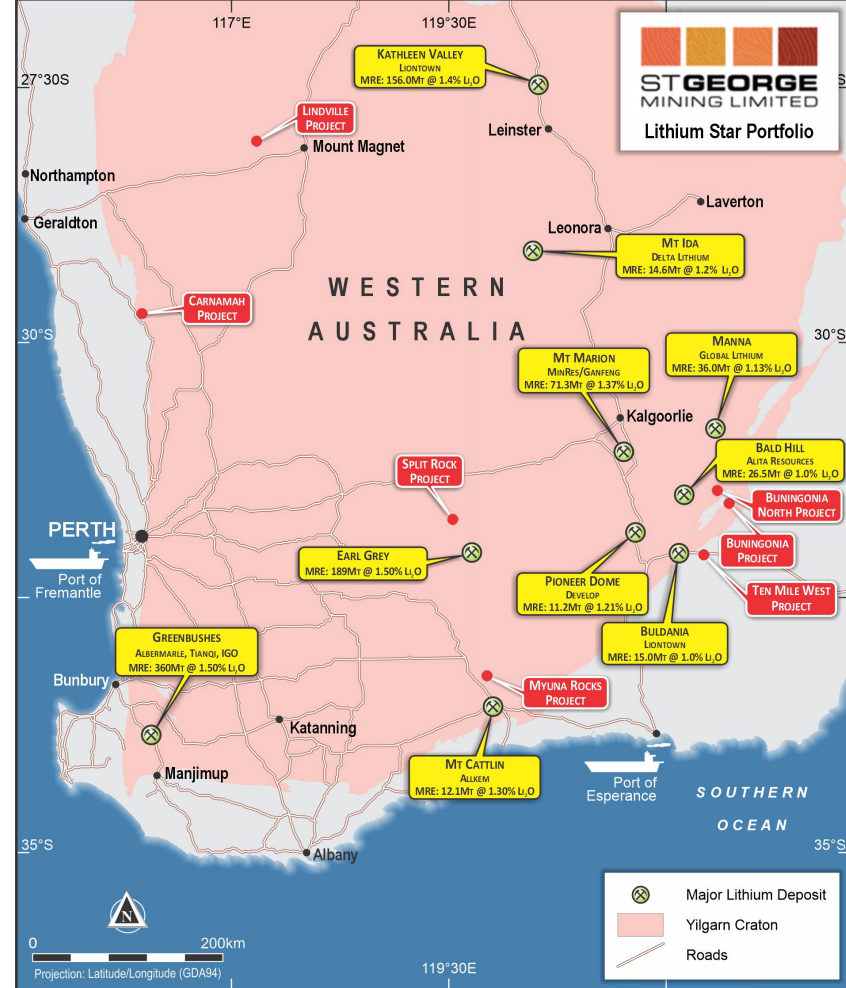 117°E
119°30E
STGEORGE
MINING LIMITED
Lithium Star Portfolio
27°30S
S
KATHLEEN VALLEY
LIONTOWN
MRE: 156.0MT @ 1.4% Li₂O
LINDVILLE
PROJECT
Leinster
Mount Magnet
Northampton
Geraldton
Laverton
Leonora
MT IDA
DELTA LITHIUM
MRE: 14.6MT @ 1.2% Li₂O
WESTERN
AUSTRALIA
CARNAMAH
PROJECT
30°S
30°S
MANNA
GLOBAL LITHIUM
MRE: 36.0MT @ 1.13% Li₂O
MT MARION
MINRES/GANFENG
MRE: 71.3MT @ 1.37% Li₂O
Kalgoorlie
BALD HILL
ALITA RESOURCES
MRE: 26.5MT @ 1.0% Li₂O
SPLIT ROCK
PROJECT
BUNINGONIA
NORTH PROJECT
BUNINGONIA
PROJECT
PERTH
Port of
Fremantle
EARL GREY
MRE: 189MT @ 1.50% Li₂O
PIONEER DOME
DEVELOP
MRE: 11.2MT @ 1.21% Li₂O
TEN MILE WEST
PROJECT
BULDANIA
LIONTOWN
MRE: 15.0MT @ 1.0% Li₂O
GREENBUSHES
ALBERMARLE, TIANQI, IGO
MRE: 360MT @ 1.50% Li₂O
Bunbury
MYUNA ROCKS
PROJECT
Katanning
Manjimup
MT CATTLIN
ALLKEM
MRE: 12.1MT @ 1.30% Li₂O
Port of
Esperance
SOUTHERN
OCEAN
35°S
35°S
Albany
N
0
200km
Projection: Latitude/Longitude (GDA94)
119°30E
Major Lithium Deposit
Yilgarn Craton
Roads